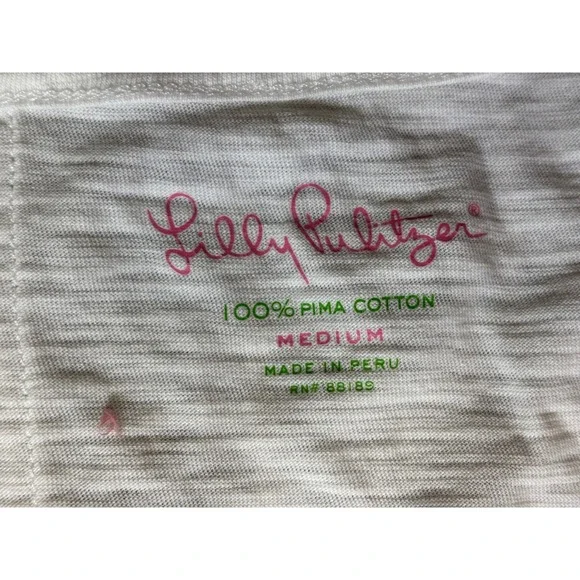 Lilly Pulitzer®
100% PIMA COTTON
MEDIUM
MADE IN PERU
RN# 88189